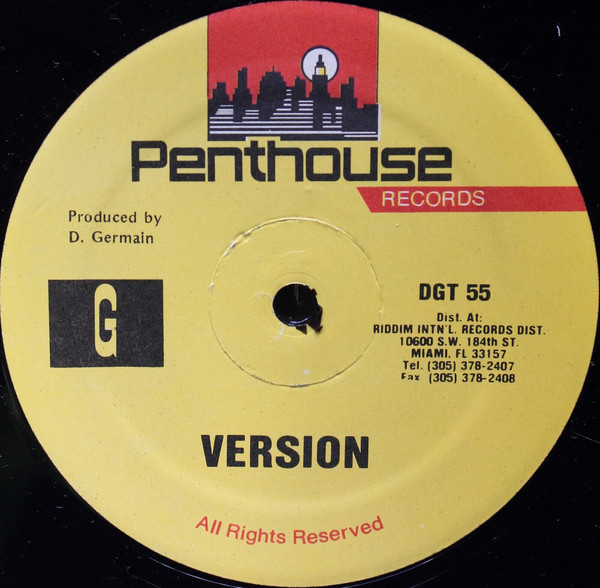 Penthouse
RECORDS
Produced by
D. Germain
G
DGT 55
Dist. At:
RIDDIM INT'N'L. RECORDS DIST.
10600 S.W. 184th ST.
MIAMI, FL 33157
Tel. (305) 378-2407
Fax (305) 378-2408
VERSION
All Rights Reserved